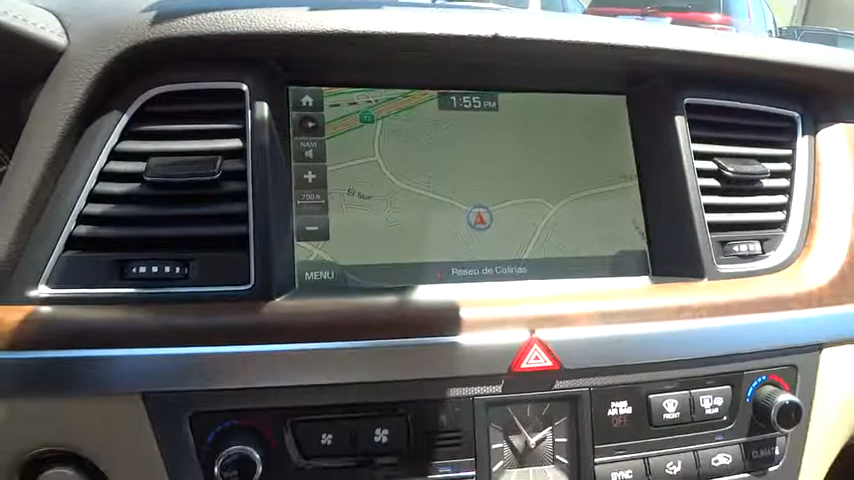 1:55 PM
NAVI
700 ft
El Sur
MENU
Paseo de Colinas
PASS
AIR BAG
OFF
FRONT
REAR
SYNC
CLIMATE